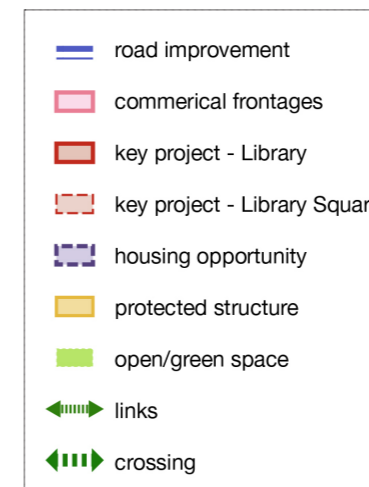 road improvement
commerical frontages
key project - Library
key project - Library Squar
housing opportunity
protected structure
open/green space
links
crossing